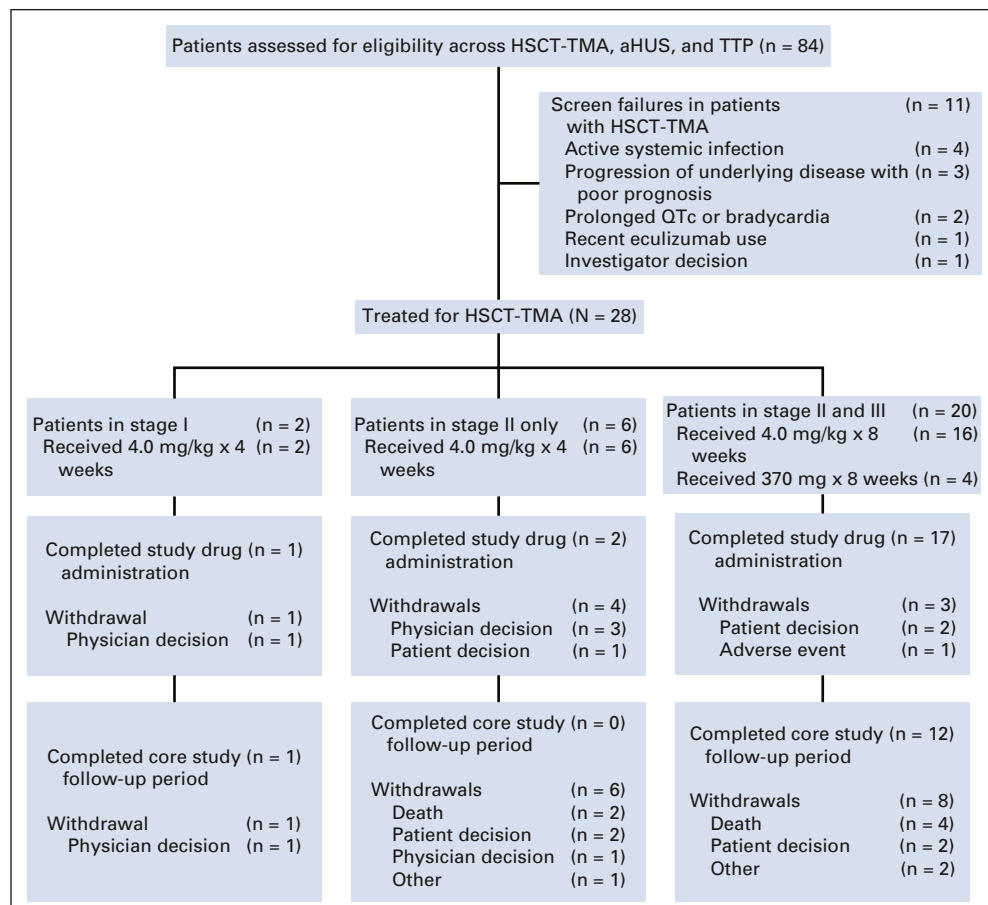 Patients assessed for eligibility across HSCT-TMA, aHUS, and TTP (n = 84)
Screen failures in patients (n = 11)
with HSCT-TMA
Active systemic infection (n = 4)
Progression of underlying disease with (n = 3)
poor prognosis
Prolonged QTc or bradycardia (n = 2)
Recent eculizumab use (n = 1)
Investigator decision (n = 1)
Treated for HSCT-TMA (N = 28)
Patients in stage I (n = 2)
Received 4.0 mg/kg x 4 (n = 2)
weeks
Patients in stage II only (n = 6)
Received 4.0 mg/kg x 4 (n = 6)
weeks
Patients in stage II and III (n = 20)
Received 4.0 mg/kg x 8 (n = 16)
weeks
Received 370 mg x 8 weeks (n = 4)
Completed study drug (n = 1)
administration
Withdrawal (n = 1)
Physician decision (n = 1)
Completed study drug (n = 2)
administration
Withdrawals (n = 4)
Physician decision (n = 3)
Patient decision (n = 1)
Completed study drug (n = 17)
administration
Withdrawals (n = 3)
Patient decision (n = 2)
Adverse event (n = 1)
Completed core study (n = 1)
follow-up period
Withdrawal (n = 1)
Physician decision (n = 1)
Completed core study (n = 0)
follow-up period
Withdrawals (n = 6)
Death (n = 2)
Patient decision (n = 2)
Physician decision (n = 1)
Other (n = 1)
Completed core study (n = 12)
follow-up period
Withdrawals (n = 8)
Death (n = 4)
Patient decision (n = 2)
Other (n = 2)